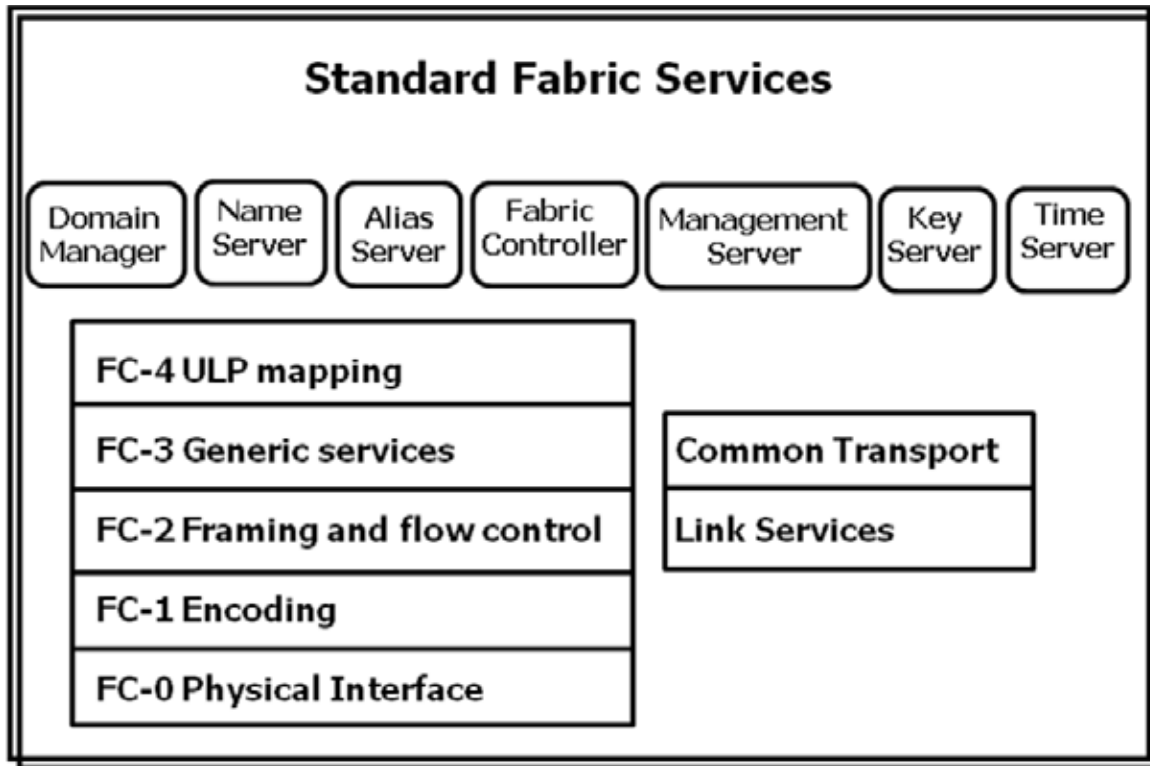 Standard Fabric Services
Domain
Manager
Name
Server
Alias
Server
Fabric
Controller
Management
Server
Key
Server
Time
Server
FC-4 ULP mapping
FC-3 Generic services
FC-2 Framing and flow control
FC-1 Encoding
FC-0 Physical Interface
Common Transport
Link Services